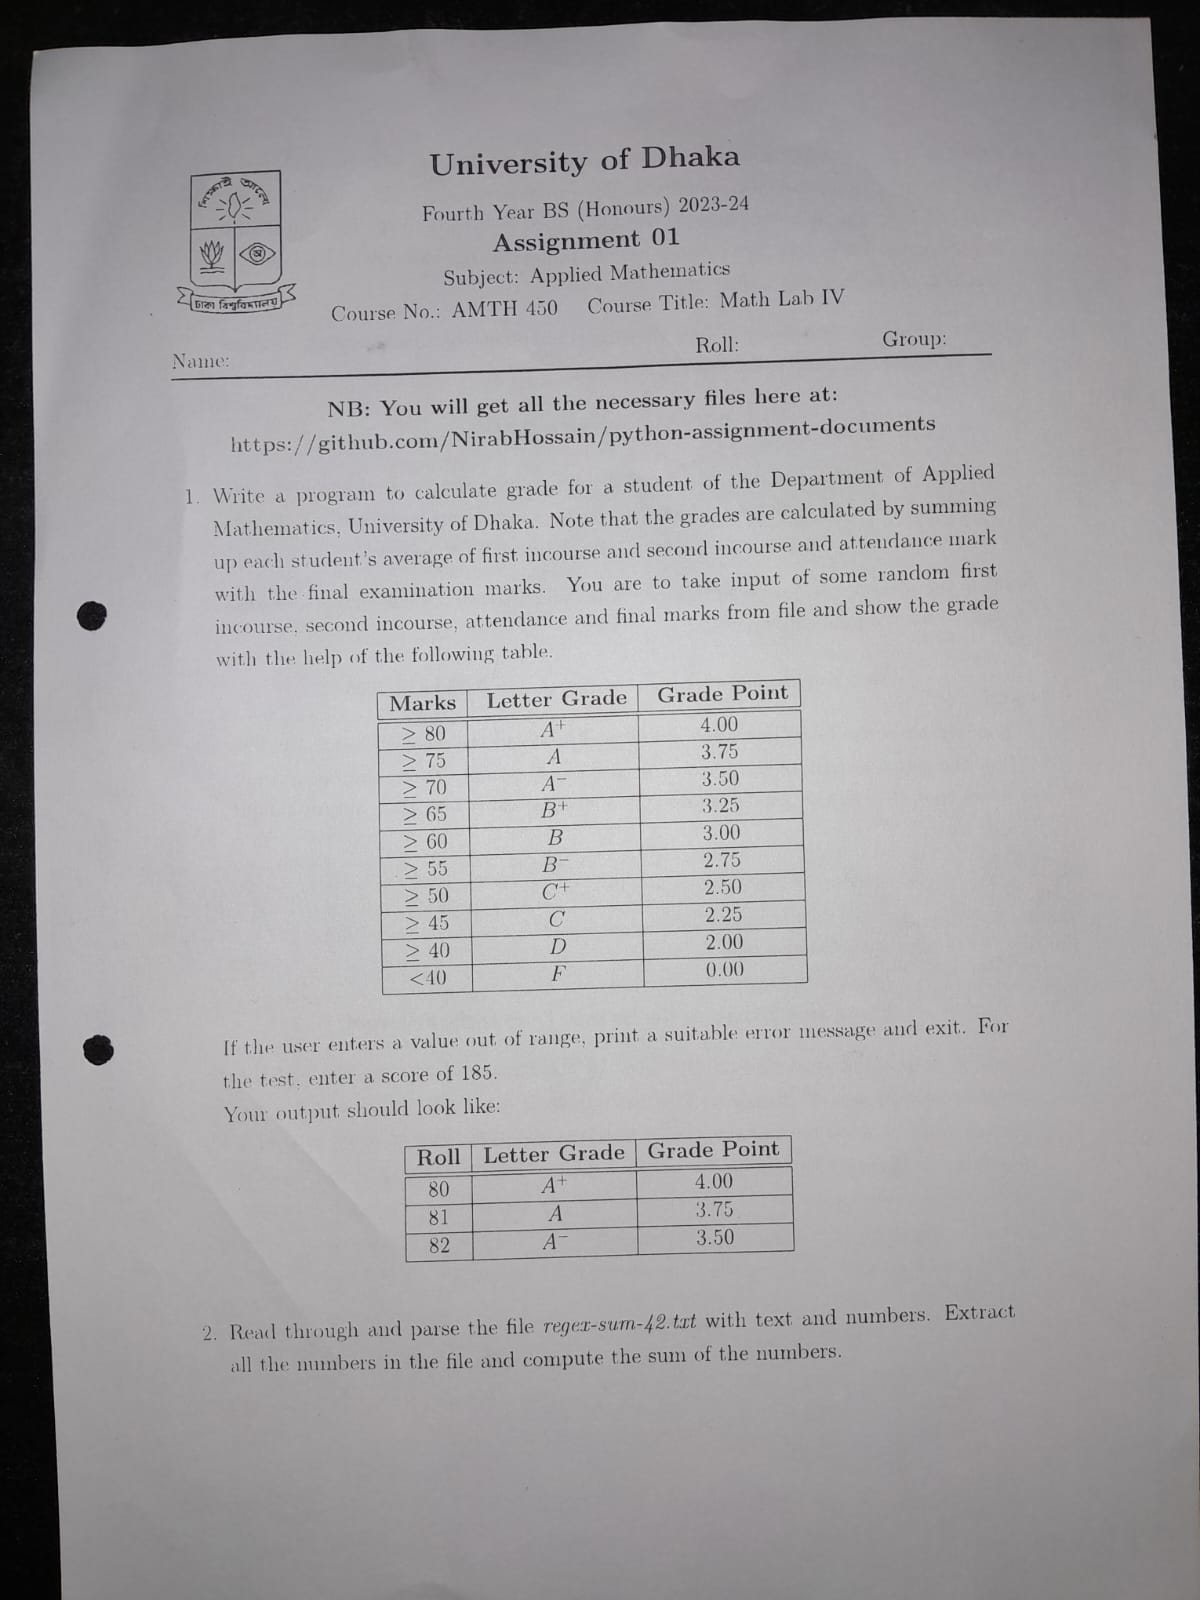 শিক্ষাই আলো
ঢাকা বিশ্ববিদ্যালয়
University of Dhaka
Fourth Year BS (Honours) 2023-24
Assignment 01
Subject: Applied Mathematics
Course No.: AMTH 450 Course Title: Math Lab IV
Name: Roll: Group:
NB: You will get all the necessary files here at:
https://github.com/NirabHossain/python-assignment-documents
1. Write a program to calculate grade for a student of the Department of Applied
Mathematics, University of Dhaka. Note that the grades are calculated by summing
up each student's average of first incourse and second incourse and attendance mark
with the final examination marks. You are to take input of some random first
incourse, second incourse, attendance and final marks from file and show the grade
with the help of the following table.
Marks Letter Grade Grade Point
≥ 80 A+ 4.00
≥ 75 A 3.75
≥ 70 A− 3.50
≥ 65 B+ 3.25
≥ 60 B 3.00
≥ 55 B− 2.75
≥ 50 C+ 2.50
≥ 45 C 2.25
≥ 40 D 2.00
<40 F 0.00
If the user enters a value out of range, print a suitable error message and exit. For
the test, enter a score of 185.
Your output should look like:
Roll Letter Grade Grade Point
80 A+ 4.00
81 A 3.75
82 A− 3.50
2. Read through and parse the file regex-sum-42.txt with text and numbers. Extract
all the numbers in the file and compute the sum of the numbers.